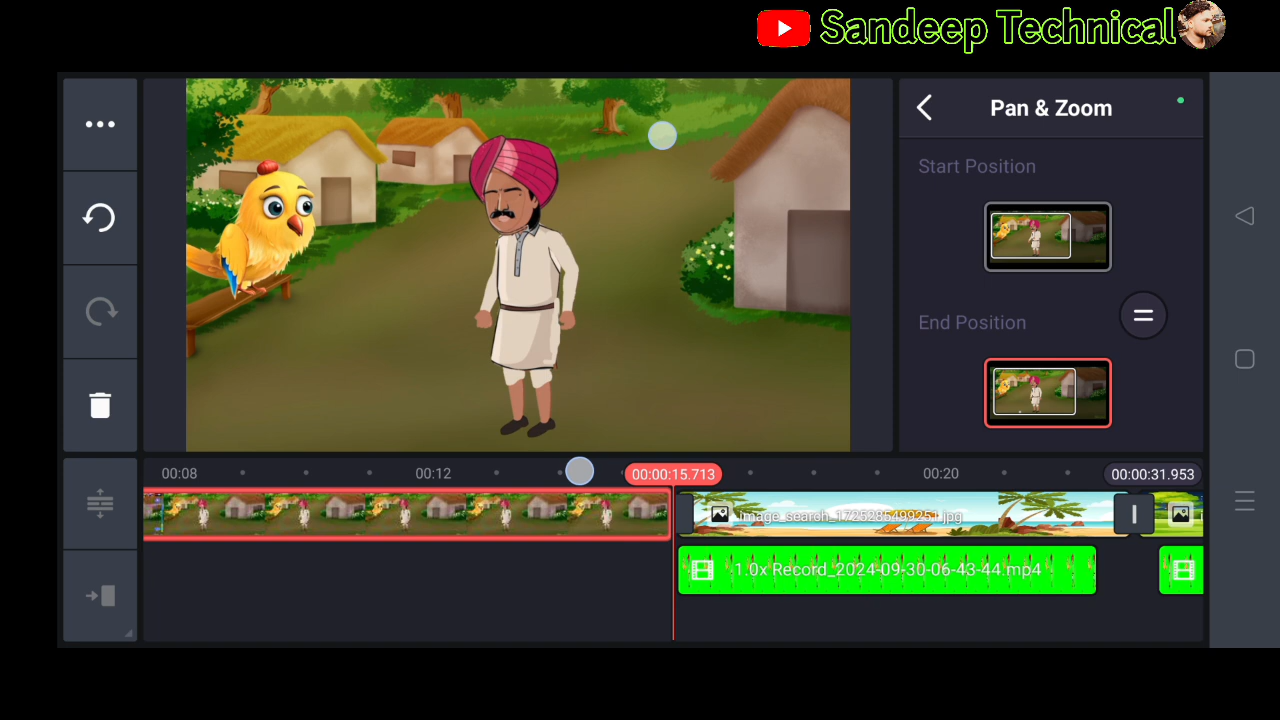 Sandeep Technical
Pan & Zoom
Start Position
End Position
00:08
00:12
00:00:15.713
00:20
00:00:31.953
image_search_1725285499251.jpg
1.0x Record_2024-09-30-06-43-44.mp4